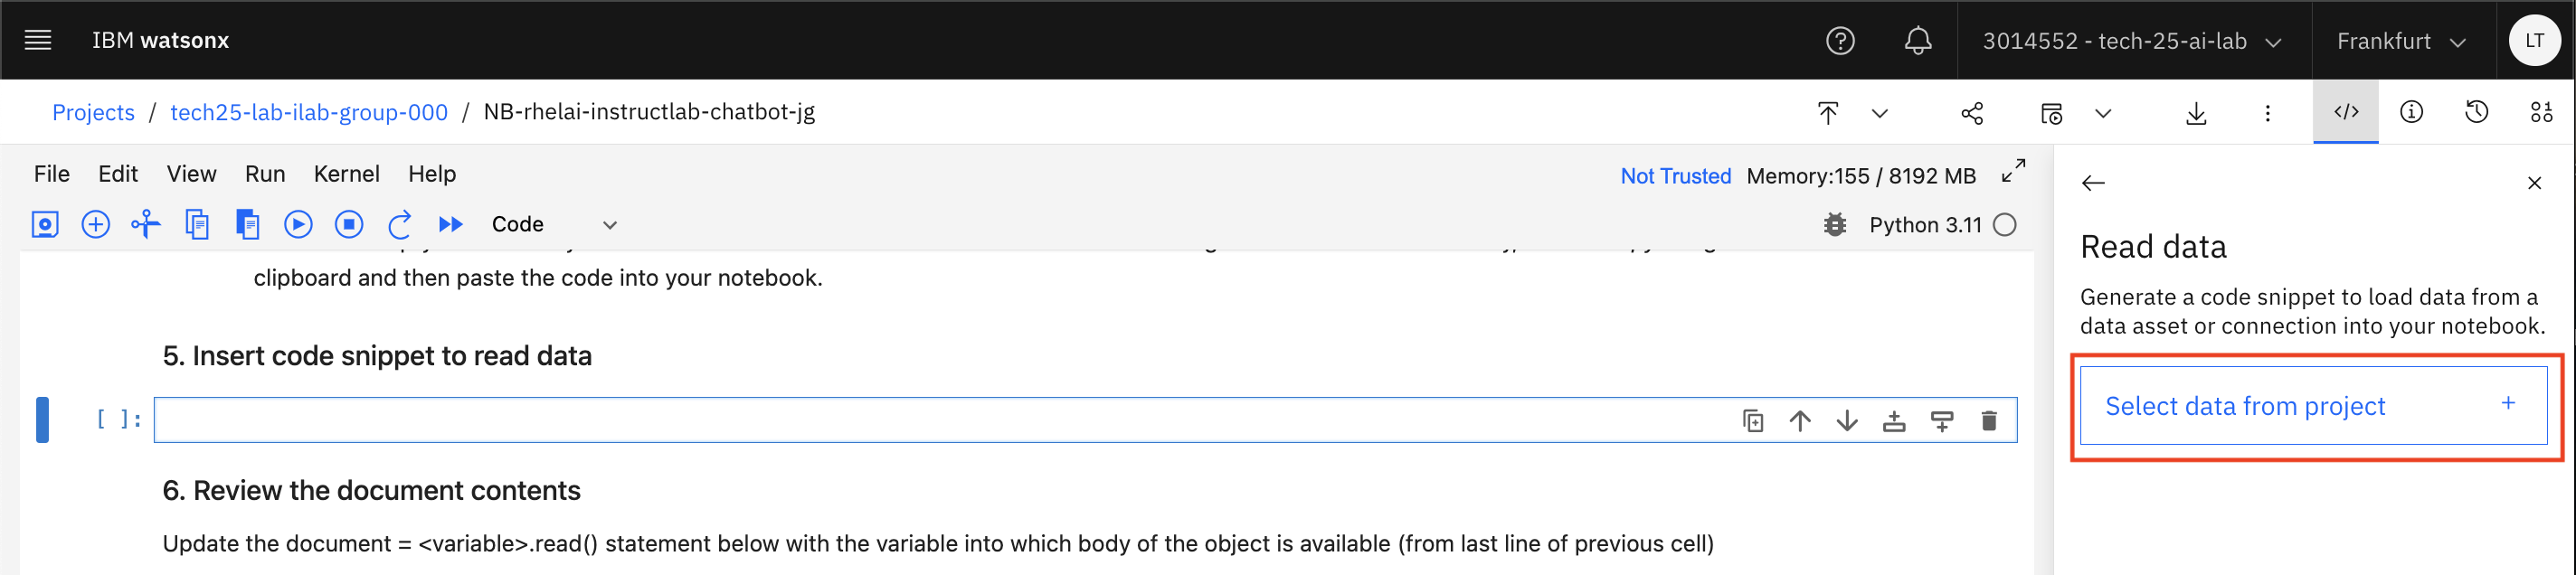 IBM watsonx
3014552 - tech-25-ai-lab
Frankfurt
LT
Projects / tech25-lab-ilab-group-000 / NB-rhelai-instructlab-chatbot-jg
File Edit View Run Kernel Help
Not Trusted Memory:155 / 8192 MB
Code
Python 3.11
clipboard and then paste the code into your notebook.
5. Insert code snippet to read data
[ ]:
6. Review the document contents
Update the document = <variable>.read() statement below with the variable into which body of the object is available (from last line of previous cell)
Read data
Generate a code snippet to load data from a
data asset or connection into your notebook.
Select data from project +